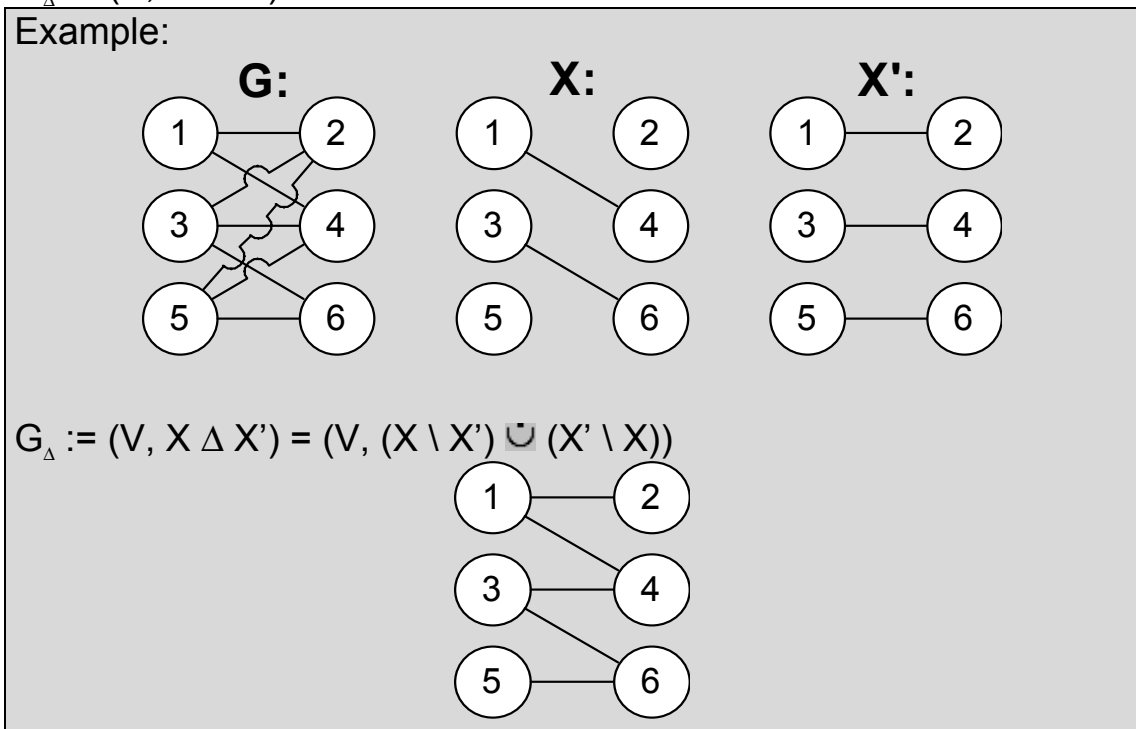 Example:
G: X: X':
1 2 1 2 1 2
3 4 3 4 3 4
5 6 5 6 5 6
G_Δ := (V, X Δ X’) = (V, (X \ X’) ⊍ (X’ \ X))
1 2
3 4
5 6